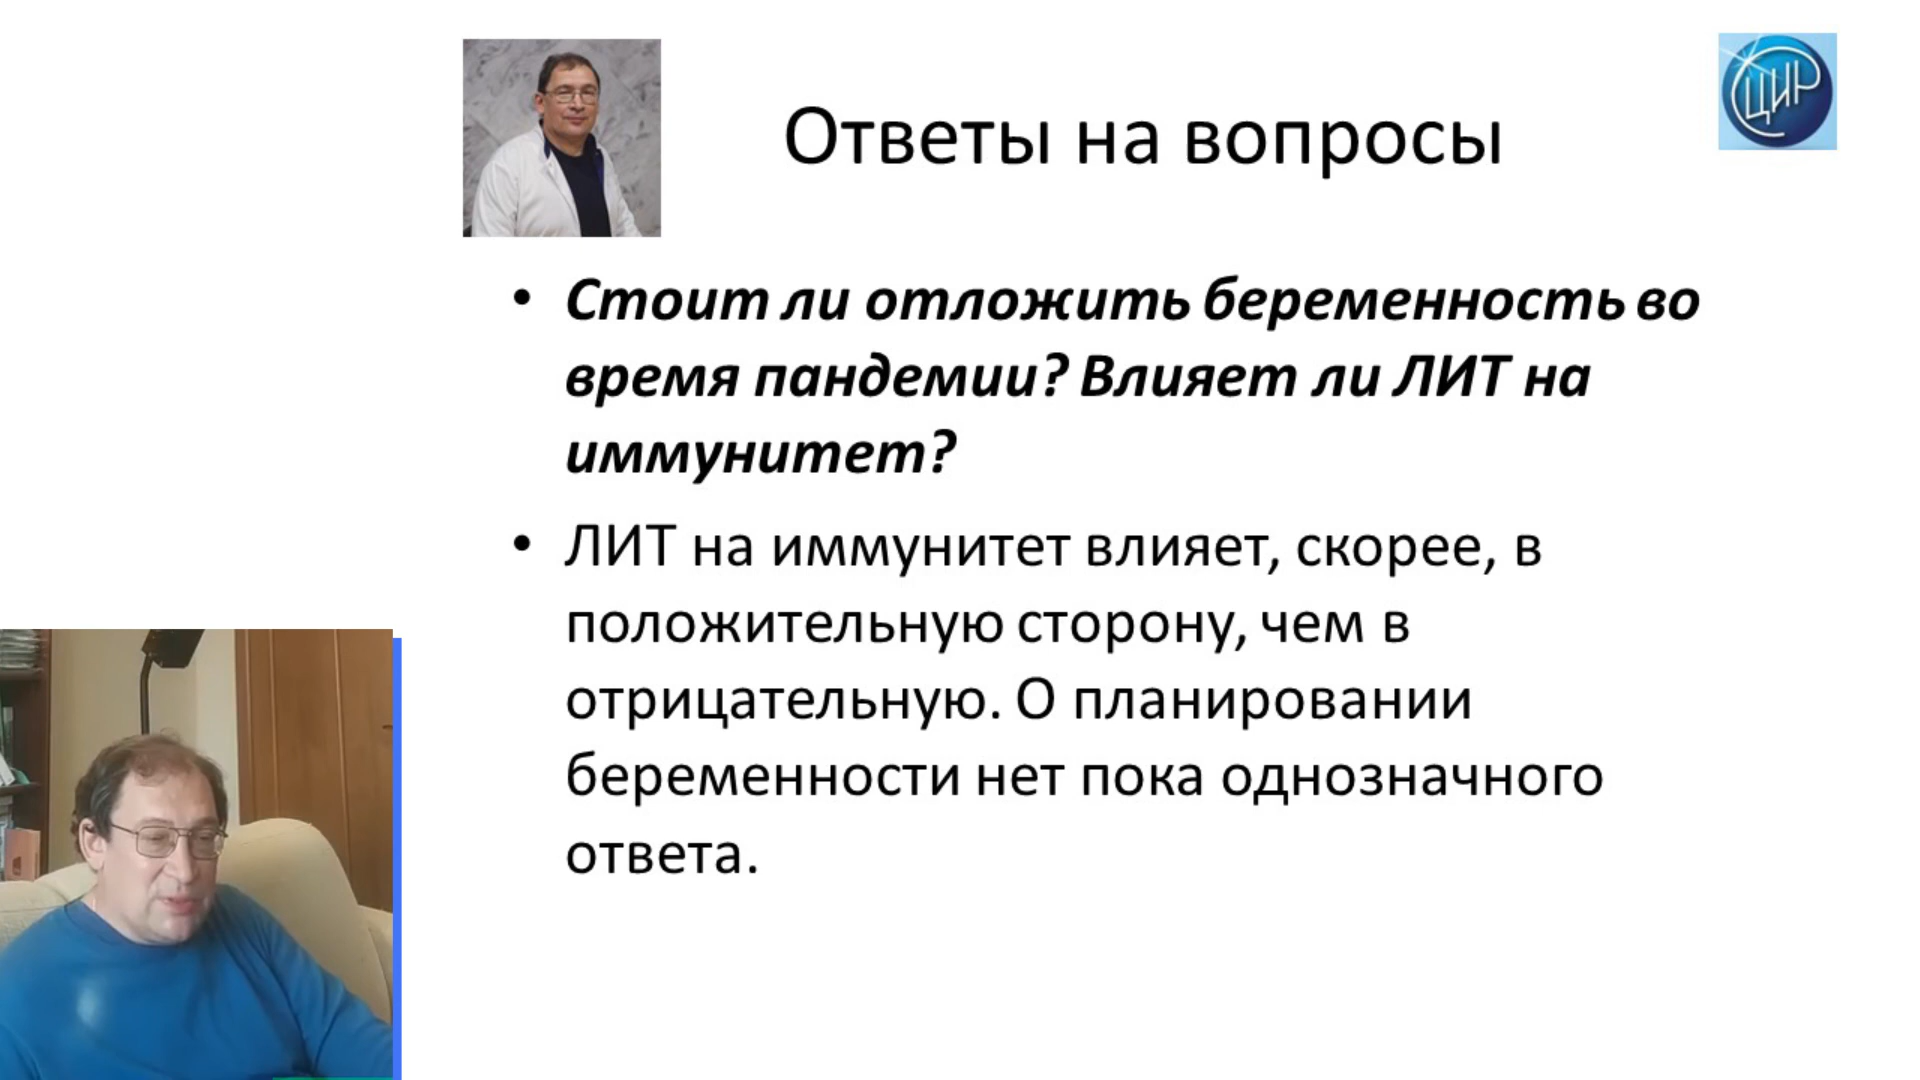 ЦИР
Ответы на вопросы
• Стоит ли отложить беременность во
время пандемии? Влияет ли ЛИТ на
иммунитет?
• ЛИТ на иммунитет влияет, скорее, в
положительную сторону, чем в
отрицательную. О планировании
беременности нет пока однозначного
ответа.